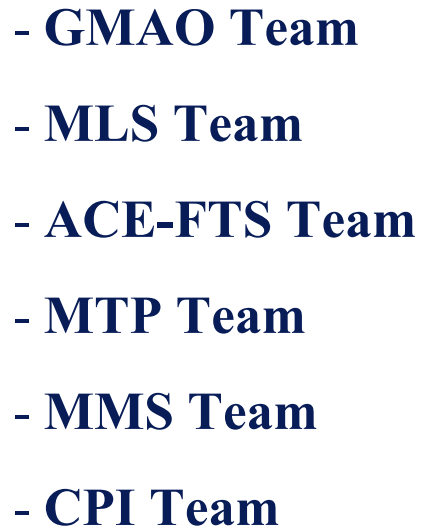 - GMAO Team
- MLS Team
- ACE-FTS Team
- MTP Team
- MMS Team
- CPI Team